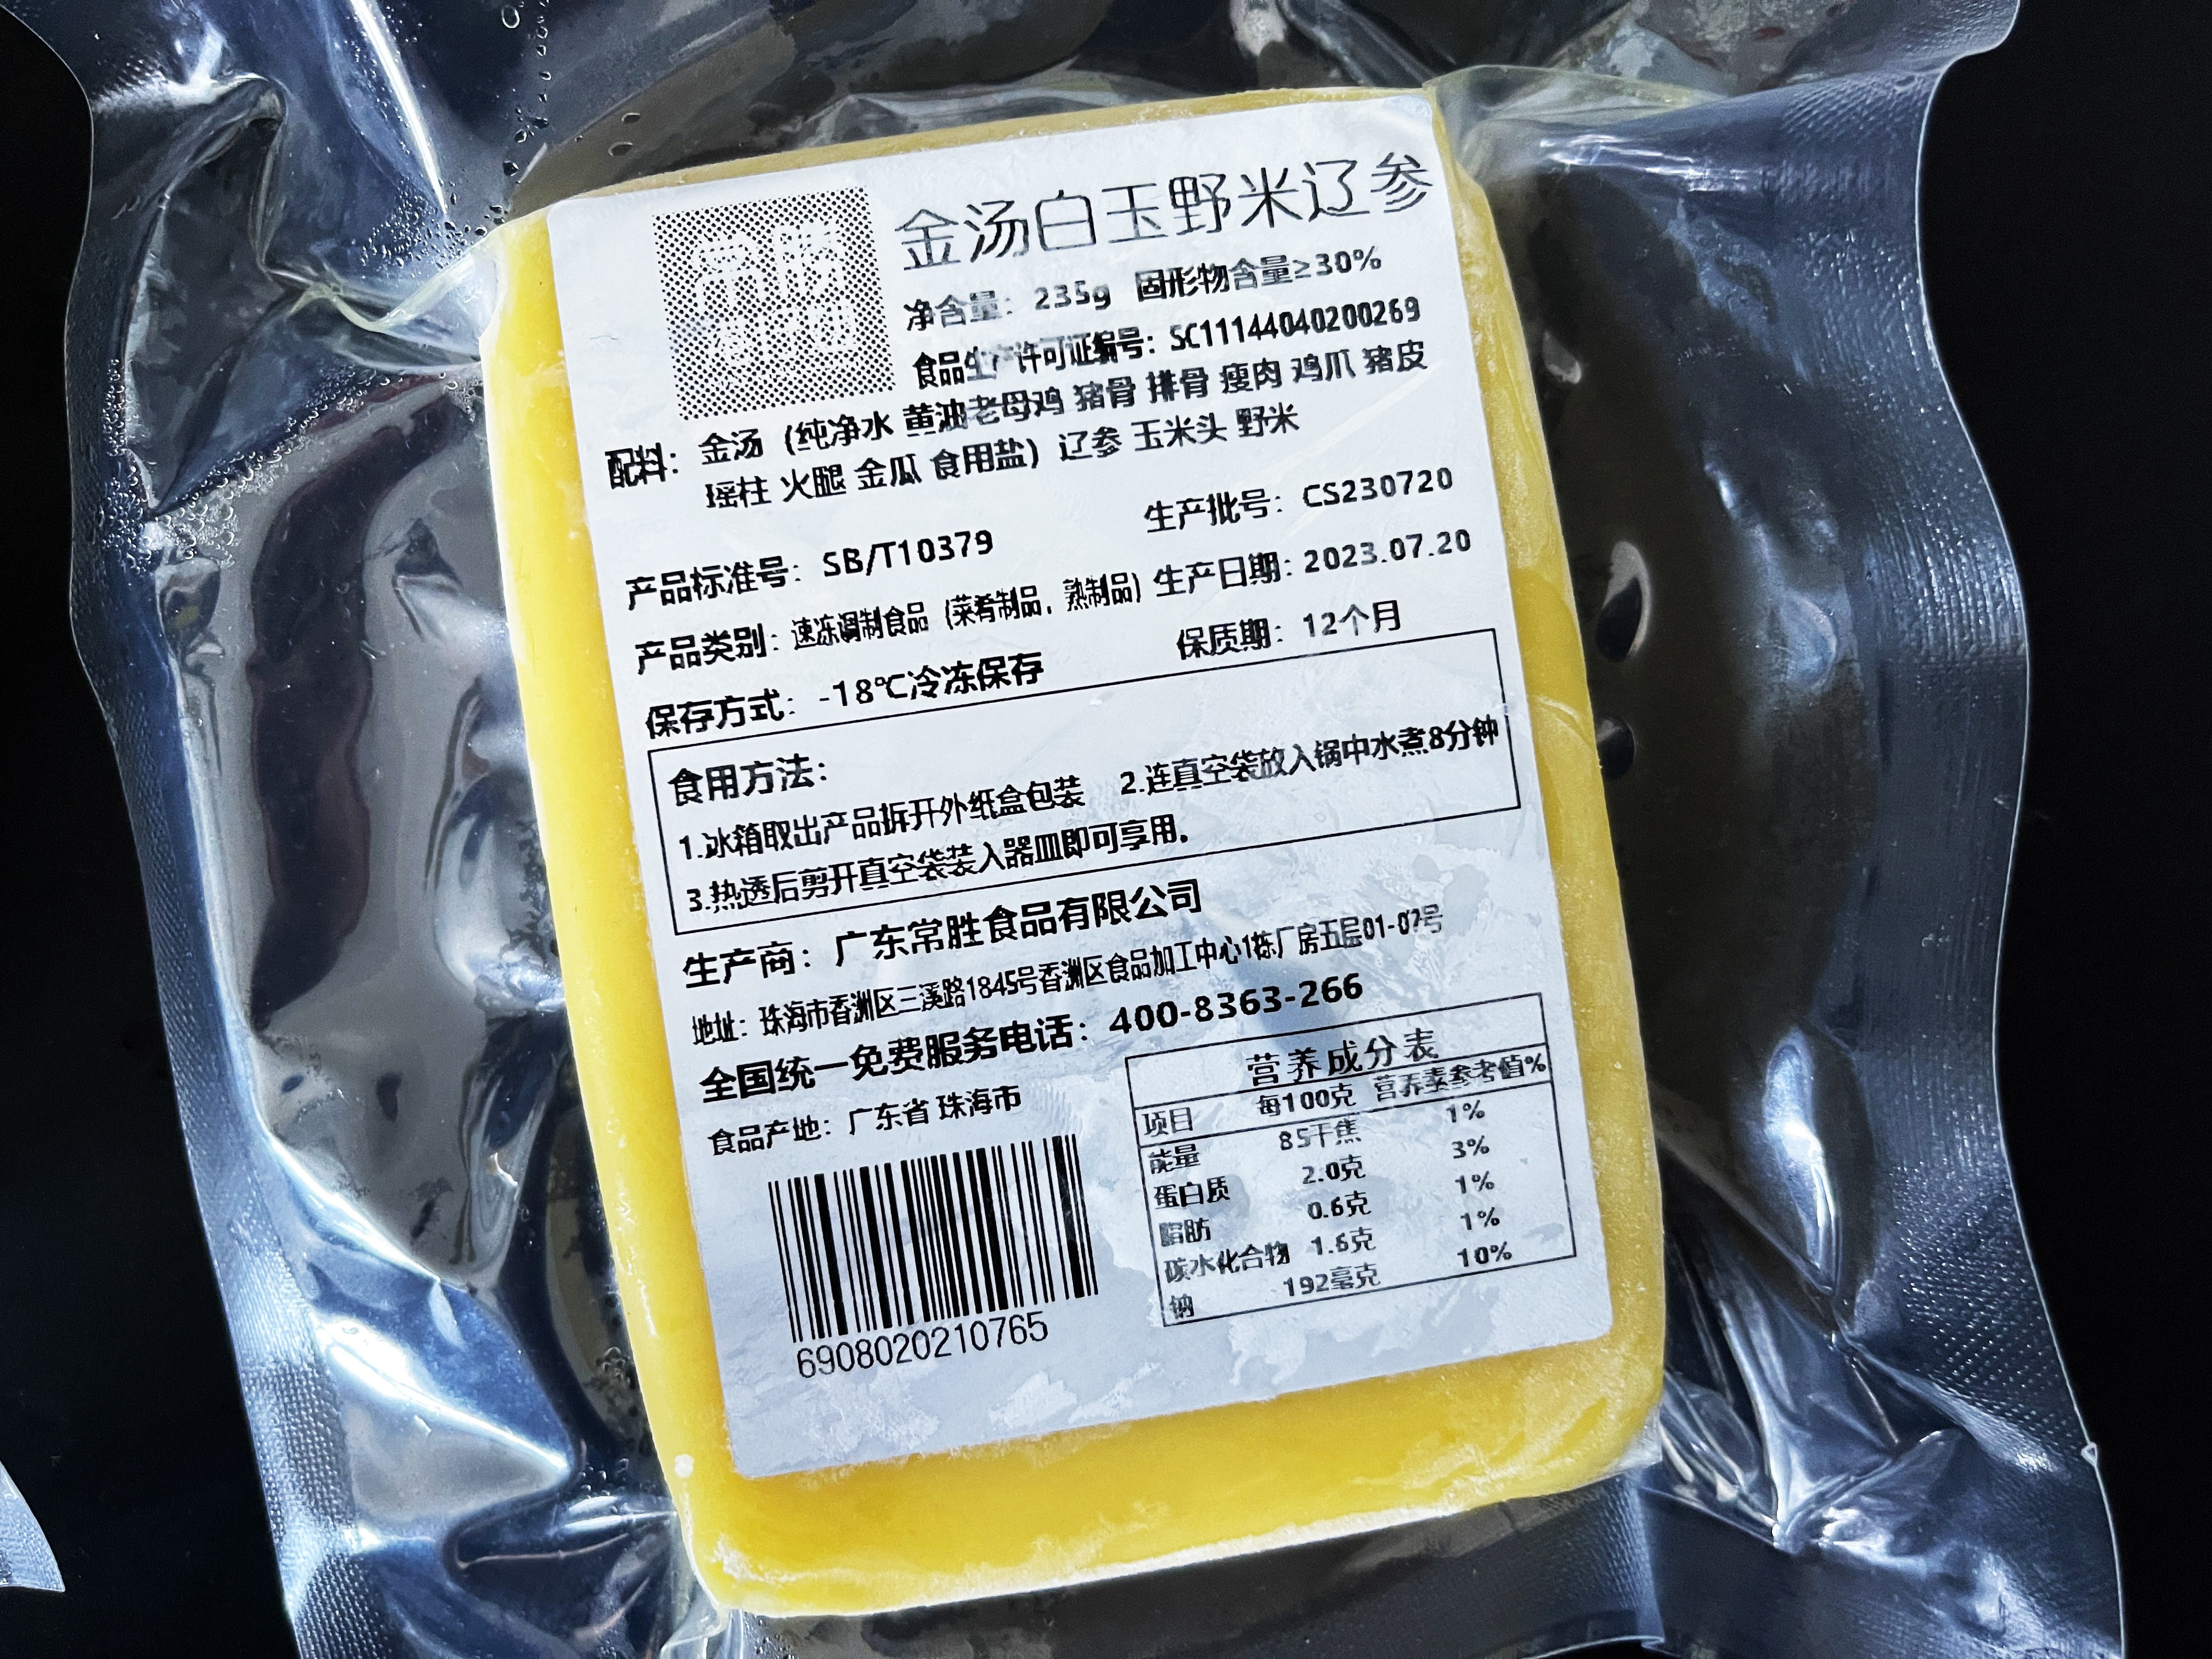 金汤白玉野米辽参
净含量：235g 固形物含量≥30%
食品生产许可证编号：SC11144040200269
配料：金汤（纯净水 黄油老母鸡 猪骨 排骨 瘦肉 鸡爪 猪皮
瑶柱 火腿 金瓜 食用盐）辽参 玉米头 野米
产品标准号：SB/T10379 生产批号：CS230720
产品类别：速冻调制食品（菜肴制品，熟制品） 生产日期：2023.07.20
保存方式：-18℃冷冻保存 保质期：12个月
食用方法：
1.冰箱取出产品拆开外纸盒包装 2.连真空袋放入锅中水煮8分钟
3.热透后剪开真空袋装入器皿即可享用。
生产商：广东常胜食品有限公司
地址：珠海市香洲区三溪路1845号香洲区食品加工中心1栋厂房五层01-07号
全国统一免费服务电话：400-8363-266
食品产地：广东省 珠海市
营养成分表
项目 每100克 营养素参考值%
能量 85千焦 1%
蛋白质 2.0克 3%
脂肪 0.6克 1%
碳水化合物 1.6克 1%
钠 192毫克 10%
6908020210765